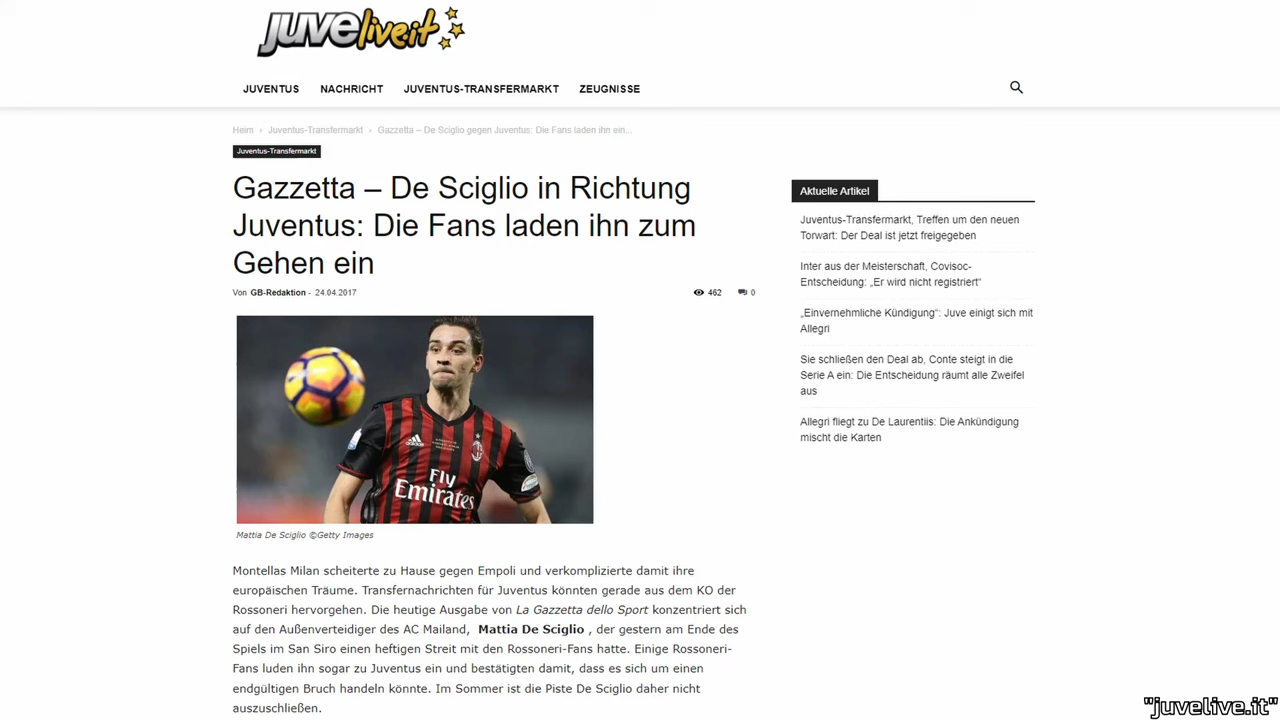 juvelive.it
JUVENTUS NACHRICHT JUVENTUS-TRANSFERMARKT ZEUGNISSE
Heim › Juventus-Transfermarkt › Gazzetta – De Sciglio gegen Juventus: Die Fans laden ihn ein...
Juventus-Transfermarkt
Gazzetta – De Sciglio in Richtung
Juventus: Die Fans laden ihn zum
Gehen ein
Von GB-Redaktion - 24.04.2017 462 0
adidas
Fly
Emirates
Mattia De Sciglio ©Getty Images
Montellas Milan scheiterte zu Hause gegen Empoli und verkomplizierte damit ihre
europäischen Träume. Transfernachrichten für Juventus könnten gerade aus dem KO der
Rossoneri hervorgehen. Die heutige Ausgabe von La Gazzetta dello Sport konzentriert sich
auf den Außenverteidiger des AC Mailand, Mattia De Sciglio , der gestern am Ende des
Spiels im San Siro einen heftigen Streit mit den Rossoneri-Fans hatte. Einige Rossoneri-
Fans luden ihn sogar zu Juventus ein und bestätigten damit, dass es sich um einen
endgültigen Bruch handeln könnte. Im Sommer ist die Piste De Sciglio daher nicht
auszuschließen.
Aktuelle Artikel
Juventus-Transfermarkt, Treffen um den neuen
Torwart: Der Deal ist jetzt freigegeben
Inter aus der Meisterschaft, Covisoc-
Entscheidung: „Er wird nicht registriert“
„Einvernehmliche Kündigung“: Juve einigt sich mit
Allegri
Sie schließen den Deal ab, Conte steigt in die
Serie A ein: Die Entscheidung räumt alle Zweifel
aus
Allegri fliegt zu De Laurentiis: Die Ankündigung
mischt die Karten
"juvelive.it"